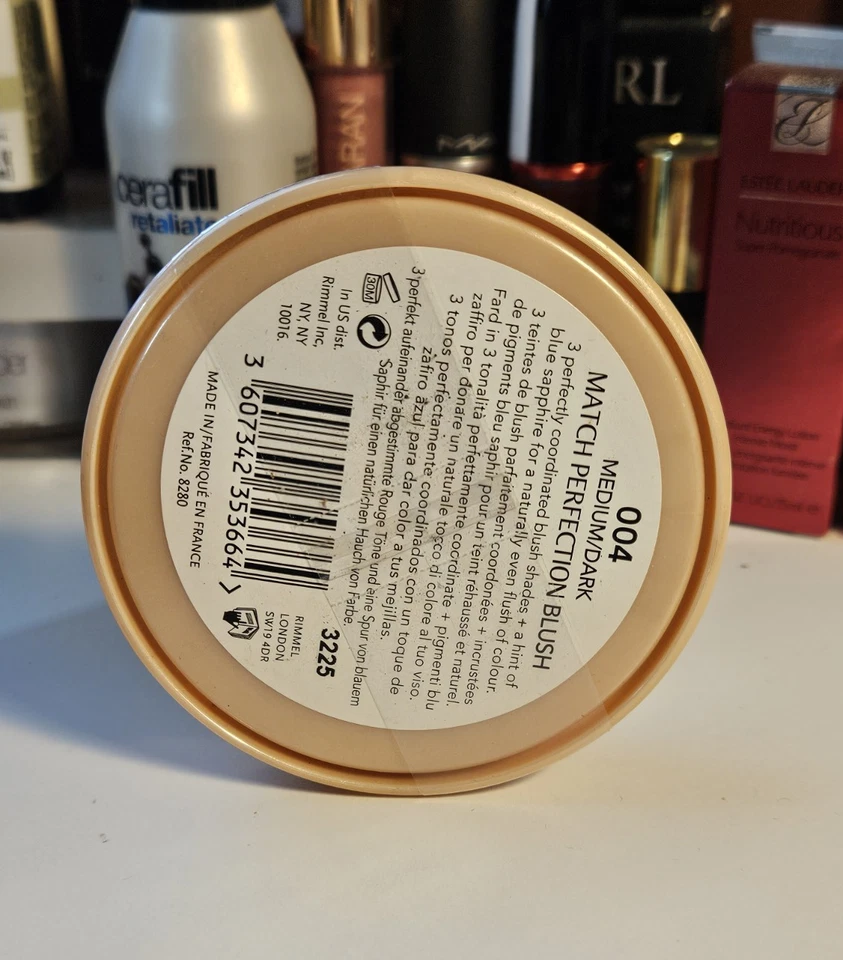 004
MEDIUM/DARK
MATCH PERFECTION BLUSH
3 perfectly coordinated blush shades + a hint of
blue sapphire for a naturally even flush of colour.
3 teintes de blush parfaitement coordonées + incrustées
de pigments bleu saphir pour un teint réhaussé et naturel.
Fard in 3 tonalità perfettamente coordinate + pigmenti blu
zaffiro per donare un naturale tocco di colore al tuo viso.
3 tonos perfectamente coordinados con un toque de
zafiro azul para dar color a tus mejillas.
3 perfekt aufeinander abgestimmte Rouge Töne und eine Spur von blauem
Saphir für einen natürlichen Hauch von Farbe.
30M
In US dist.
Rimmel Inc,
NY, NY
10016.
3225
RIMMEL
LONDON
SW19 4DR
3 607342 353664 >
MADE IN/FABRIQUÉ EN FRANCE
Ref.No. 8280
cerafill
retaliate
MAC
RL
ESTEE LAUDER
Nutritious